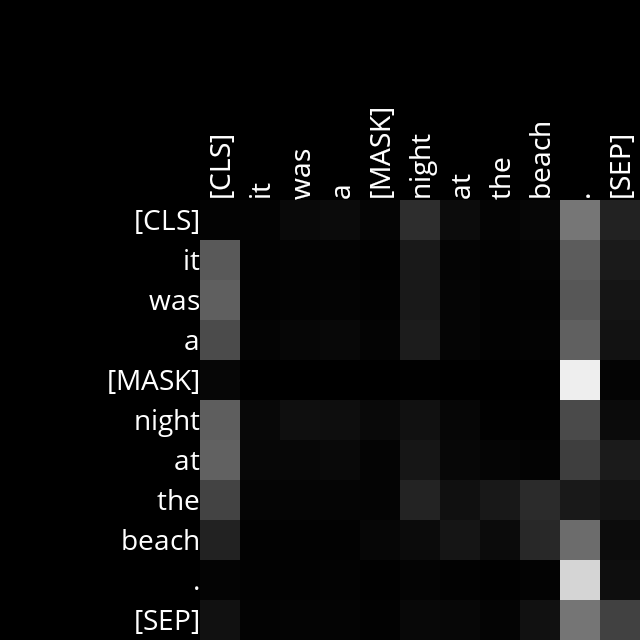 [CLS] it was a [MASK] night at the beach . [SEP]
[CLS]
it
was
a
[MASK]
night
at
the
beach
.
[SEP]